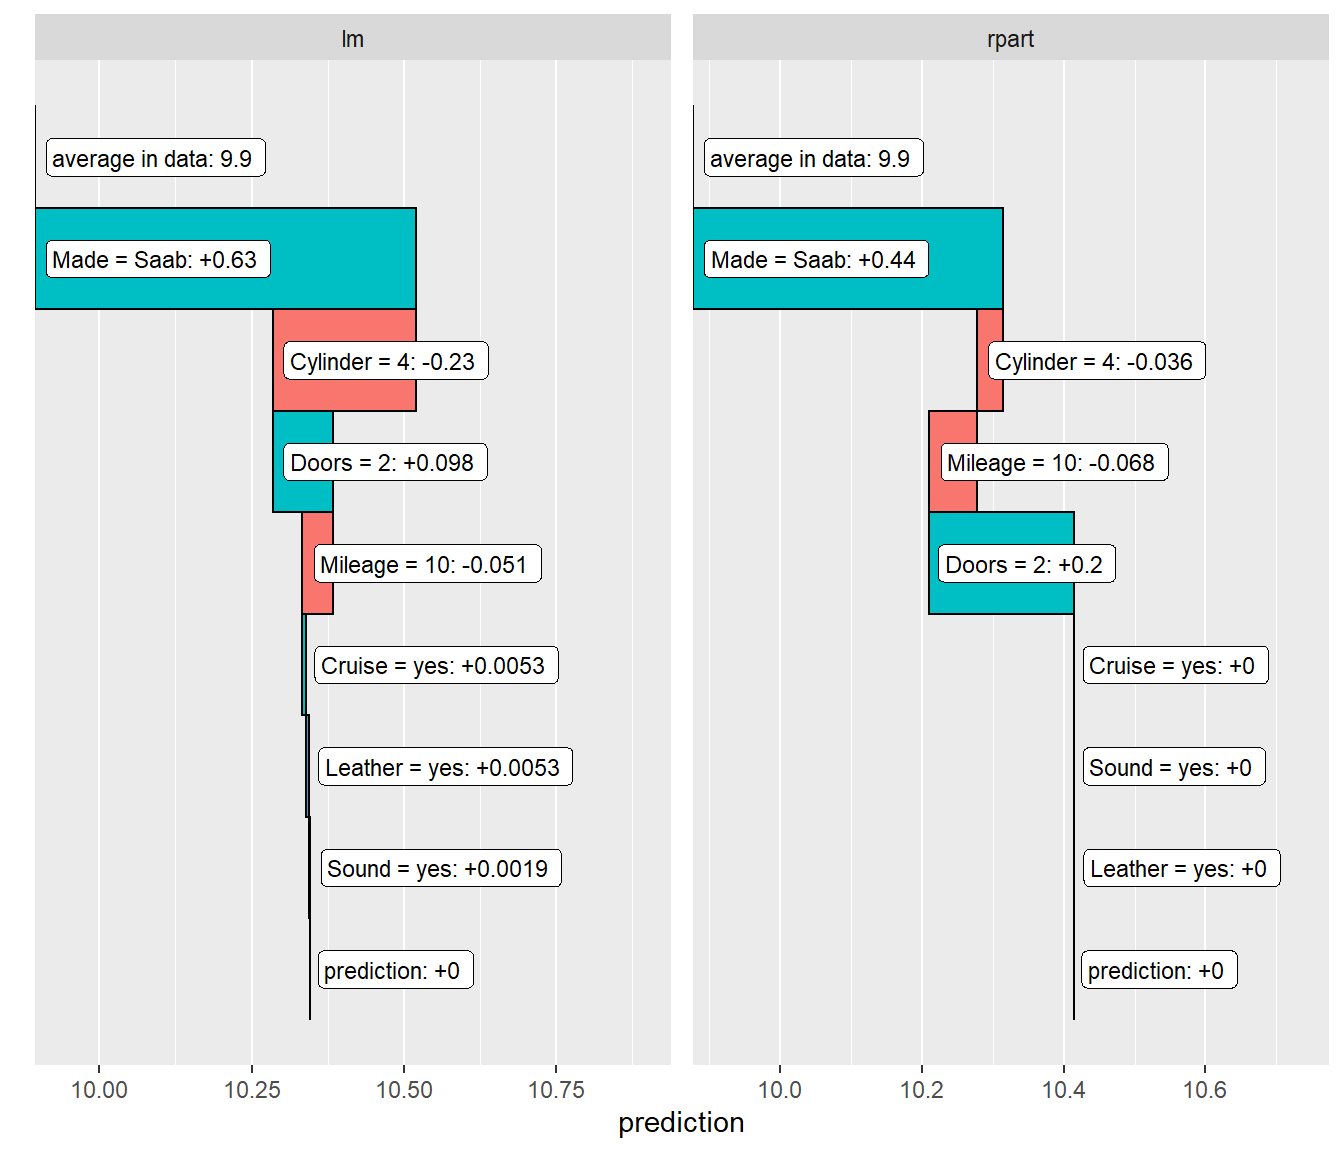 lm
average in data: 9.9
Made = Saab: +0.63
Cylinder = 4: -0.23
Doors = 2: +0.098
Mileage = 10: -0.051
Cruise = yes: +0.0053
Leather = yes: +0.0053
Sound = yes: +0.0019
prediction: +0
10.00 10.25 10.50 10.75
rpart
average in data: 9.9
Made = Saab: +0.44
Cylinder = 4: -0.036
Mileage = 10: -0.068
Doors = 2: +0.2
Cruise = yes: +0
Sound = yes: +0
Leather = yes: +0
prediction: +0
10.0 10.2 10.4 10.6
prediction